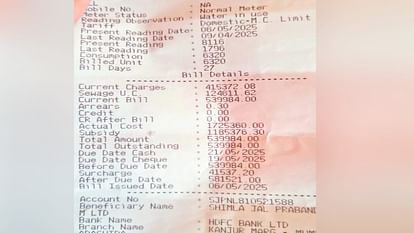 : NA
Mobile No : Normal Meter
Meter Status : Water in use
Reading Observation : Domestic-M.C. Limit
Tariff
Present Reading Date: 06/05/2025
Last Reading Date : 09/04/2025
Present Reading : 8116
Last Reading : 1796
Consumption : 6320
Billed Unit : 6320
Bill Days : 27
Bill Details
Current Charges : 415372.08
Sewage U.C. : 124611.62
Current Bill : 539984.00
Arrears : 0.30
Credit : 0.00
CR After Bill : 0.00
Actual Cost : 1725360.00
Subsidy : 1185376.30
Total Amount : 539984.00
Total Outstanding : 539984.00
Due Date Cash : 21/05/2025
Due Date Cheque : 19/05/2025
Before Due Date : 539984.00
Surcharge : 41537.20
After Due Date : 581521.00
Bill Issued Date : 06/05/2025
Account No : SJPNL810521588
Beneficiary Name : SHIMLA JAL PRABAND
M LTD
Bank Name : HDFC BANK LTD
Branch Name : KANJUR MARG